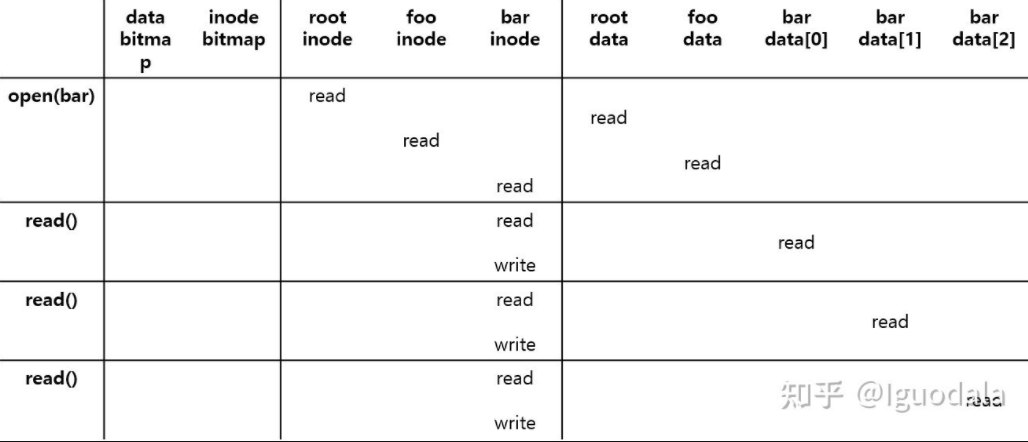 data bitma p inode bitmap root inode foo inode bar inode root data foo data bar data[0] bar data[1] bar data[2]
open(bar) read
read
read
read
read
read() read
read
write
read() read
read
write
read() read
知乎 @Iguodala read
write